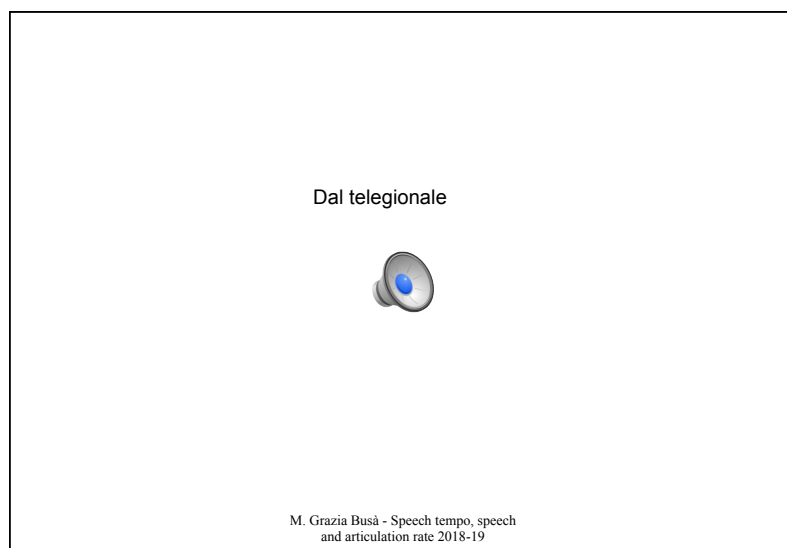 Dal telegionale
M. Grazia Busà - Speech tempo, speech
and articulation rate 2018-19